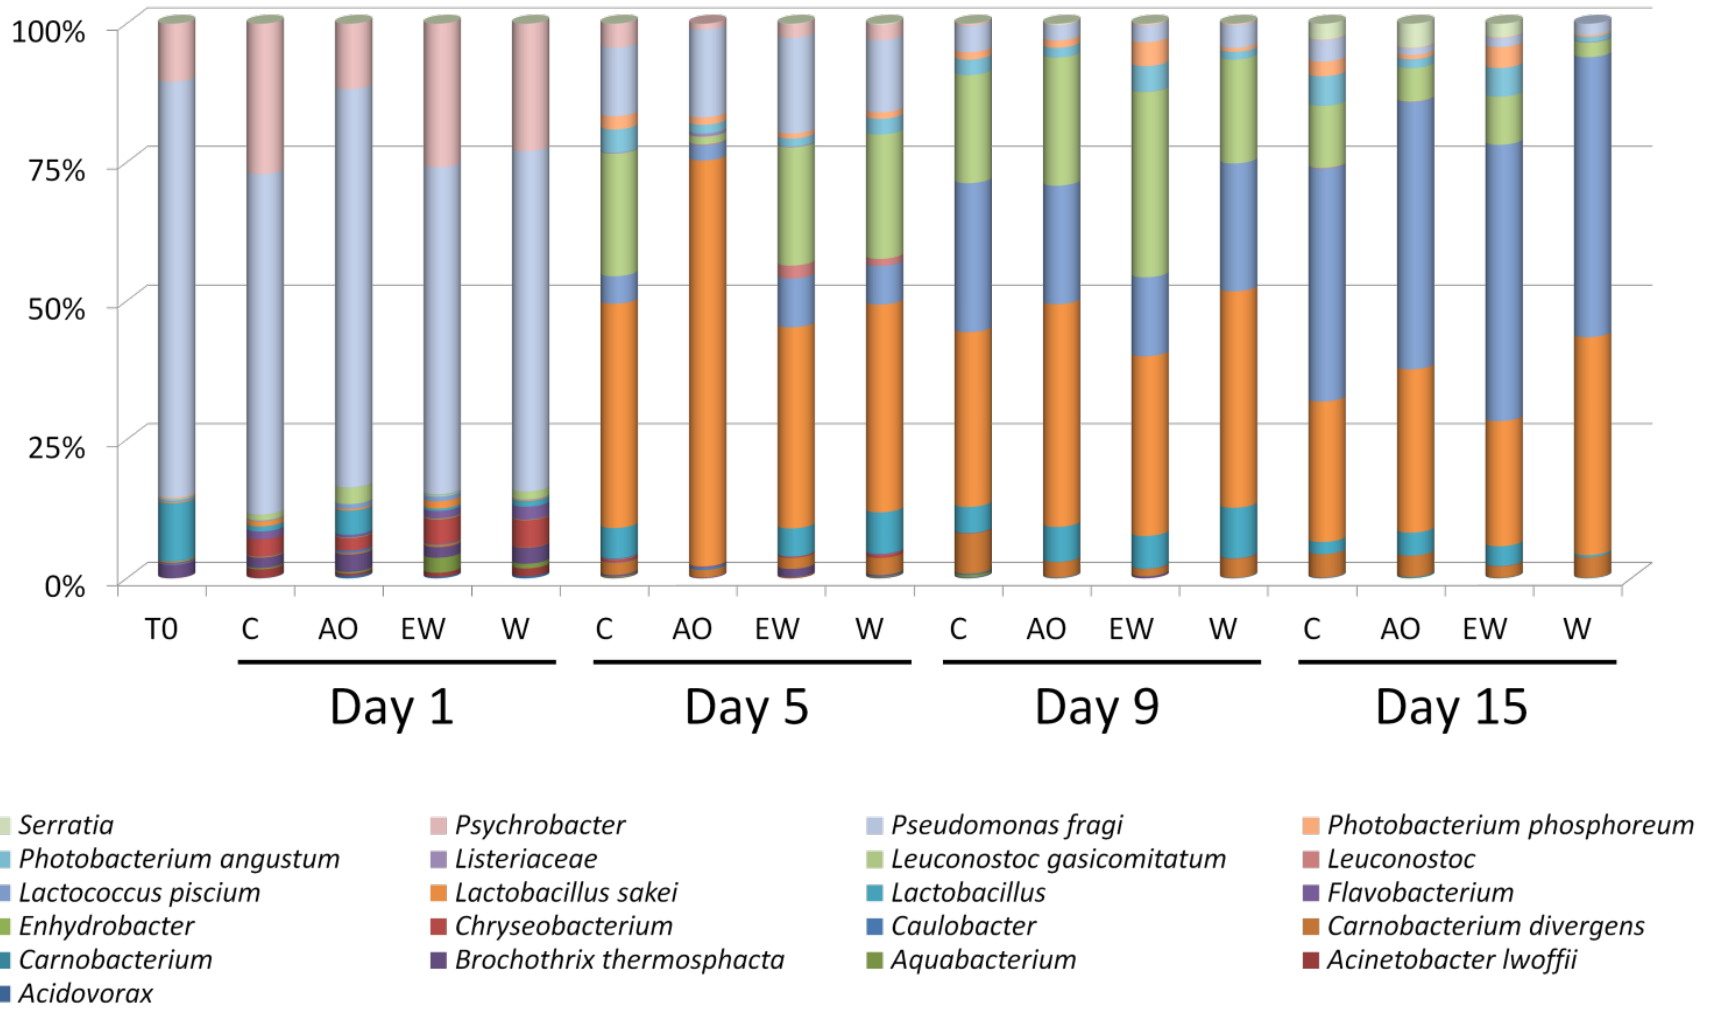 100%
75%
50%
25%
0%
T0 C AO EW W C AO EW W C AO EW W C AO EW W
Day 1 Day 5 Day 9 Day 15
Serratia Psychrobacter Pseudomonas fragi Photobacterium phosphoreum
Photobacterium angustum Listeriaceae Leuconostoc gasicomitatum Leuconostoc
Lactococcus piscium Lactobacillus sakei Lactobacillus Flavobacterium
Enhydrobacter Chryseobacterium Caulobacter Carnobacterium divergens
Carnobacterium Brochothrix thermosphacta Aquabacterium Acinetobacter lwoffii
Acidovorax